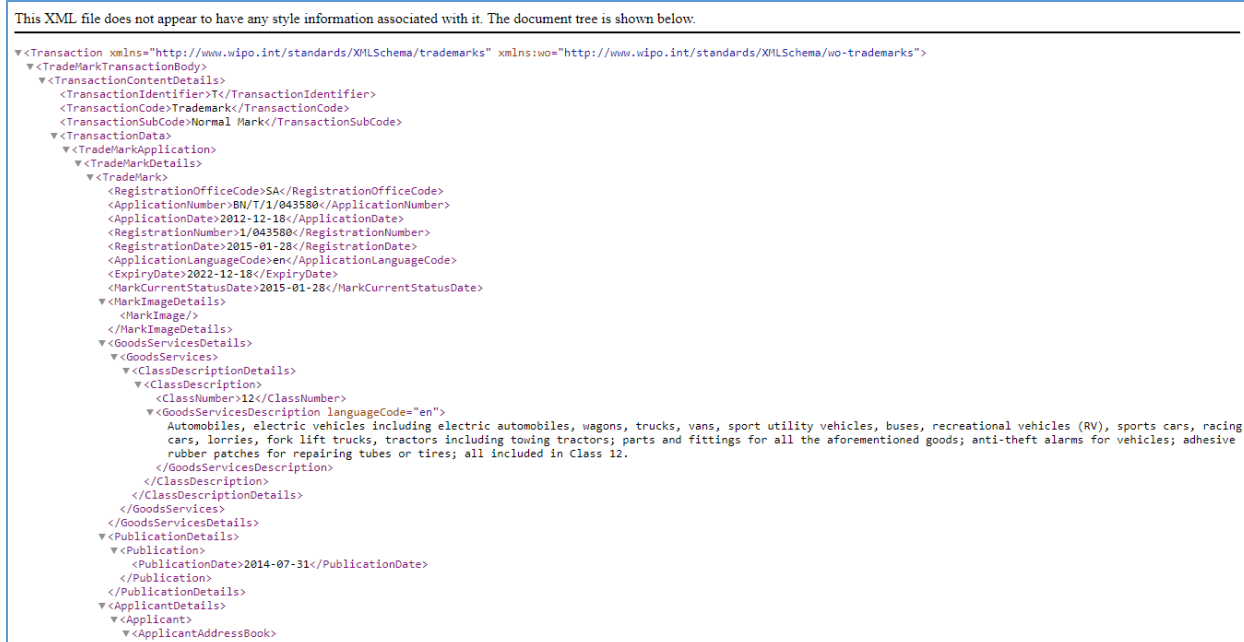 This XML file does not appear to have any style information associated with it. The document tree is shown below.
▼<Transaction xmlns="http://www.wipo.int/standards/XMLSchema/trademarks" xmlns:wo="http://www.wipo.int/standards/XMLSchema/wo-trademarks">
▼<TradeMarkTransactionBody>
▼<TransactionContentDetails>
<TransactionIdentifier>T</TransactionIdentifier>
<TransactionCode>Trademark</TransactionCode>
<TransactionSubCode>Normal Mark</TransactionSubCode>
▼<TransactionData>
▼<TradeMarkApplication>
▼<TradeMarkDetails>
▼<TradeMark>
<RegistrationOfficeCode>SA</RegistrationOfficeCode>
<ApplicationNumber>BN/T/1/043580</ApplicationNumber>
<ApplicationDate>2012-12-18</ApplicationDate>
<RegistrationNumber>1/043580</RegistrationNumber>
<RegistrationDate>2015-01-28</RegistrationDate>
<ApplicationLanguageCode>en</ApplicationLanguageCode>
<ExpiryDate>2022-12-18</ExpiryDate>
<MarkCurrentStatusDate>2015-01-28</MarkCurrentStatusDate>
▼<MarkImageDetails>
<MarkImage/>
</MarkImageDetails>
▼<GoodsServicesDetails>
▼<GoodsServices>
▼<ClassDescriptionDetails>
▼<ClassDescription>
<ClassNumber>12</ClassNumber>
▼<GoodsServicesDescription languageCode="en">
Automobiles, electric vehicles including electric automobiles, wagons, trucks, vans, sport utility vehicles, buses, recreational vehicles (RV), sports cars, racing
cars, lorries, fork lift trucks, tractors including towing tractors; parts and fittings for all the aforementioned goods; anti-theft alarms for vehicles; adhesive
rubber patches for repairing tubes or tires; all included in Class 12.
</GoodsServicesDescription>
</ClassDescription>
</ClassDescriptionDetails>
</GoodsServices>
</GoodsServicesDetails>
▼<PublicationDetails>
▼<Publication>
<PublicationDate>2014-07-31</PublicationDate>
</Publication>
</PublicationDetails>
▼<ApplicantDetails>
▼<Applicant>
▼<ApplicantAddressBook>